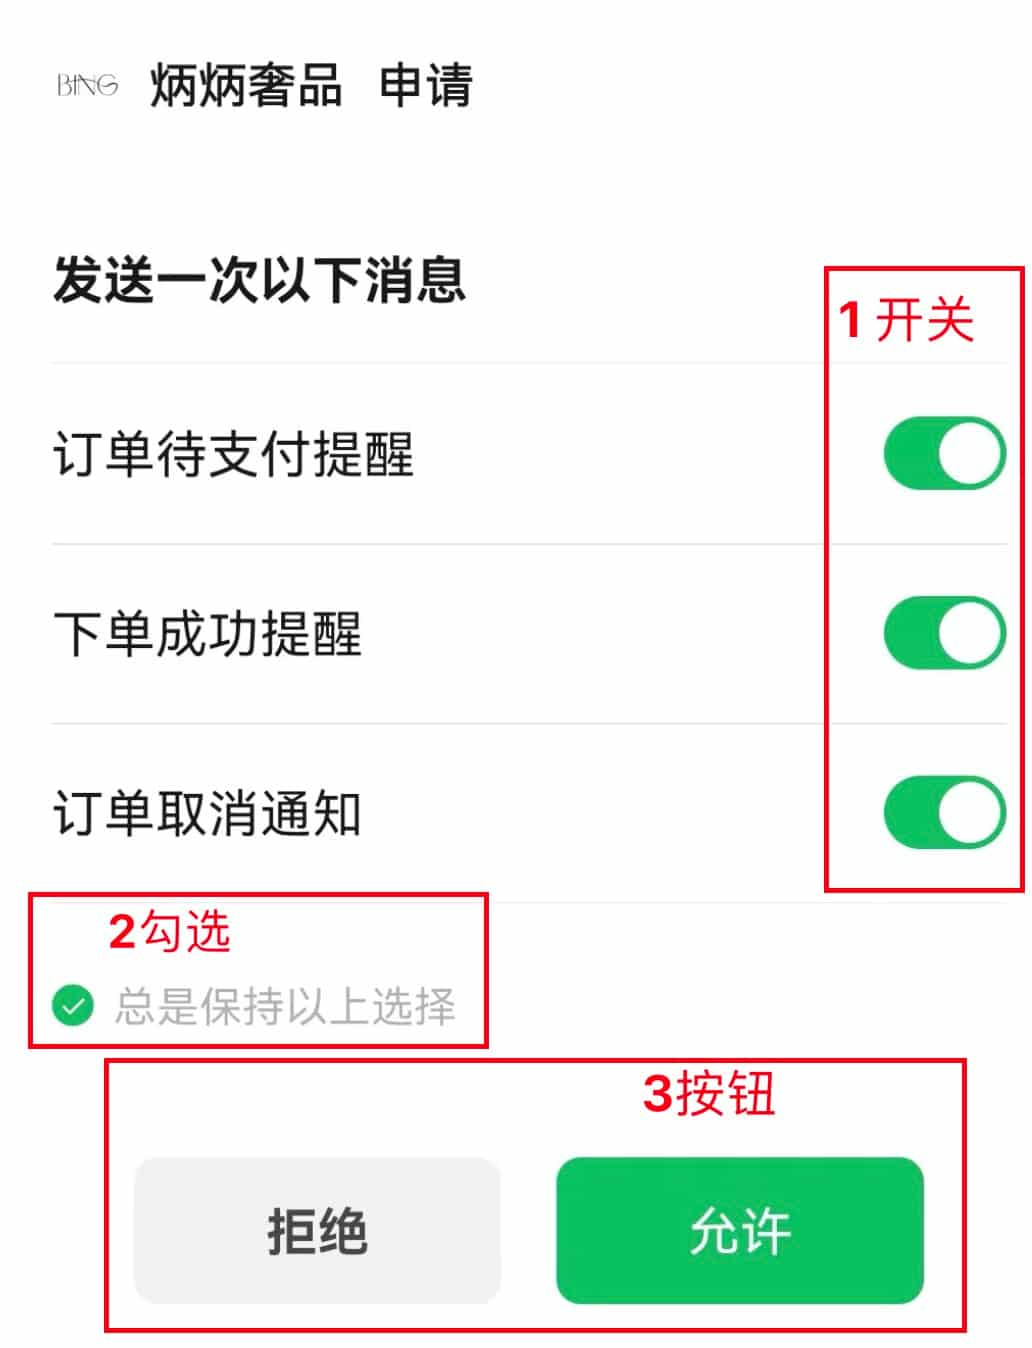 BING 炳炳奢品 申请
发送一次以下消息
1 开关
订单待支付提醒
下单成功提醒
订单取消通知
2勾选
总是保持以上选择
3按钮
拒绝 允许